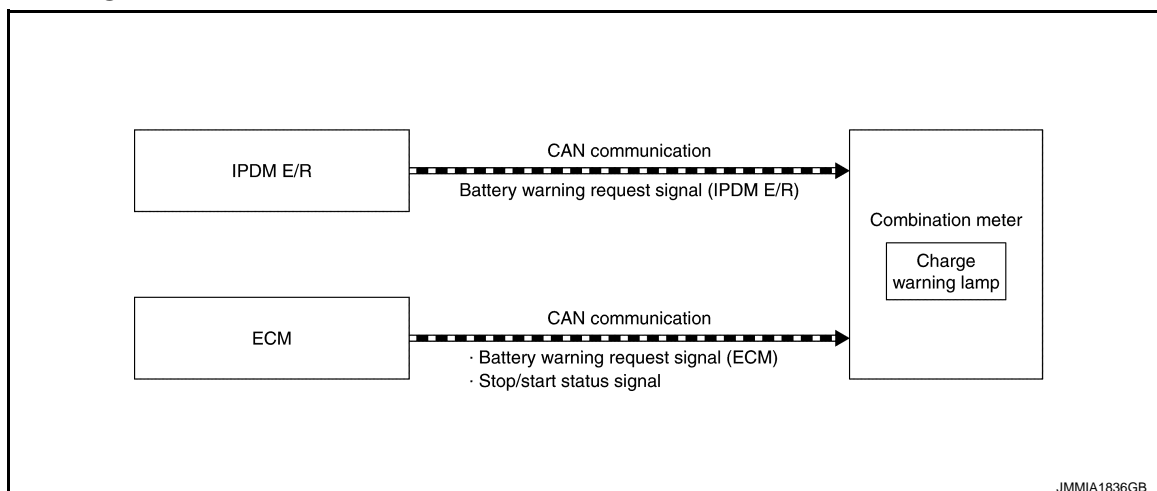 IPDM E/R
CAN communication
Battery warning request signal (IPDM E/R)
Combination meter
Charge
warning lamp
ECM
CAN communication
· Battery warning request signal (ECM)
· Stop/start status signal
JMMIA1836GB